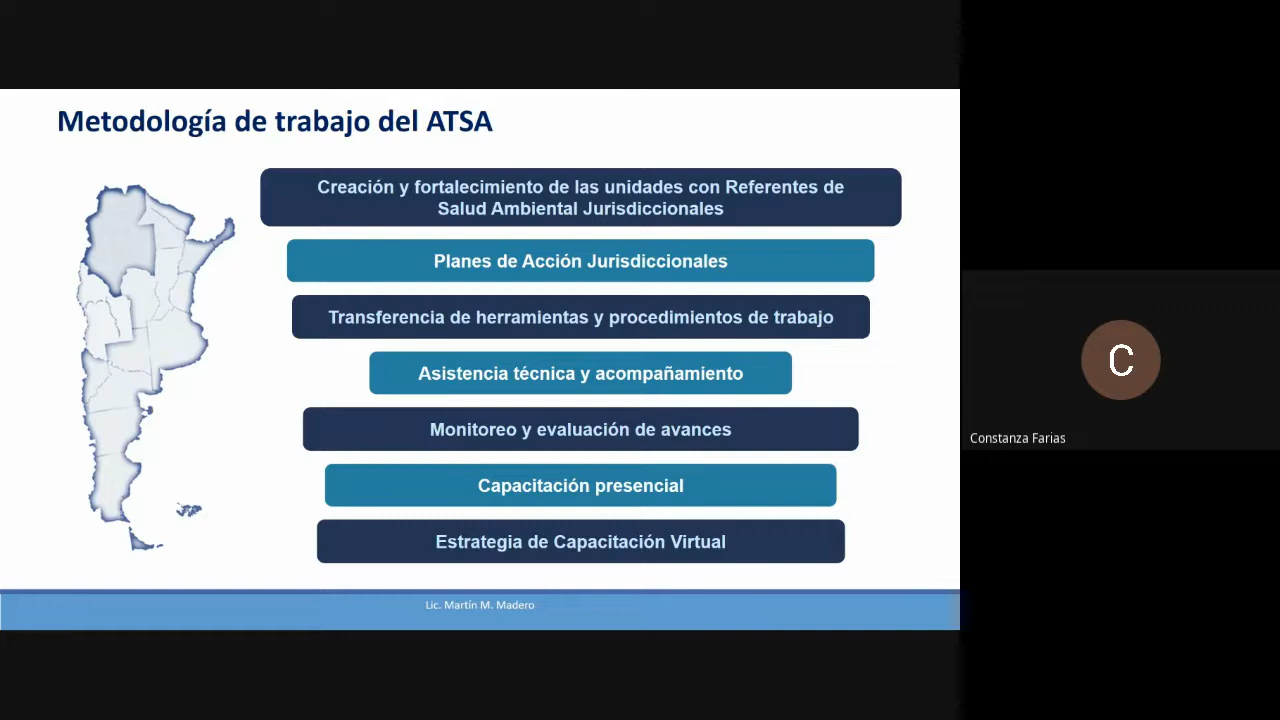 Metodología de trabajo del ATSA
Creación y fortalecimiento de las unidades con Referentes de
Salud Ambiental Jurisdiccionales
Planes de Acción Jurisdiccionales
Transferencia de herramientas y procedimientos de trabajo
Asistencia técnica y acompañamiento
Monitoreo y evaluación de avances
Capacitación presencial
Estrategia de Capacitación Virtual
Lic. Martín M. Madero
C
Constanza Farias